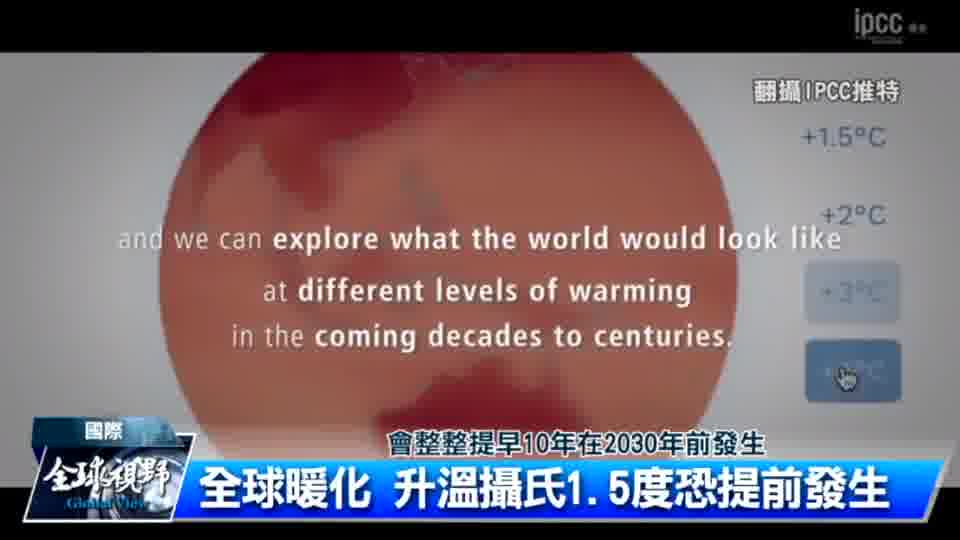 ipcc
翻攝IPCC推特
+1.5°C
+2°C
+3°C
and we can explore what the world would look like
at different levels of warming
in the coming decades to centuries.
國際
全球視野
Global View
會整整提早10年在2030年前發生
全球暖化 升溫攝氏1.5度恐提前發生